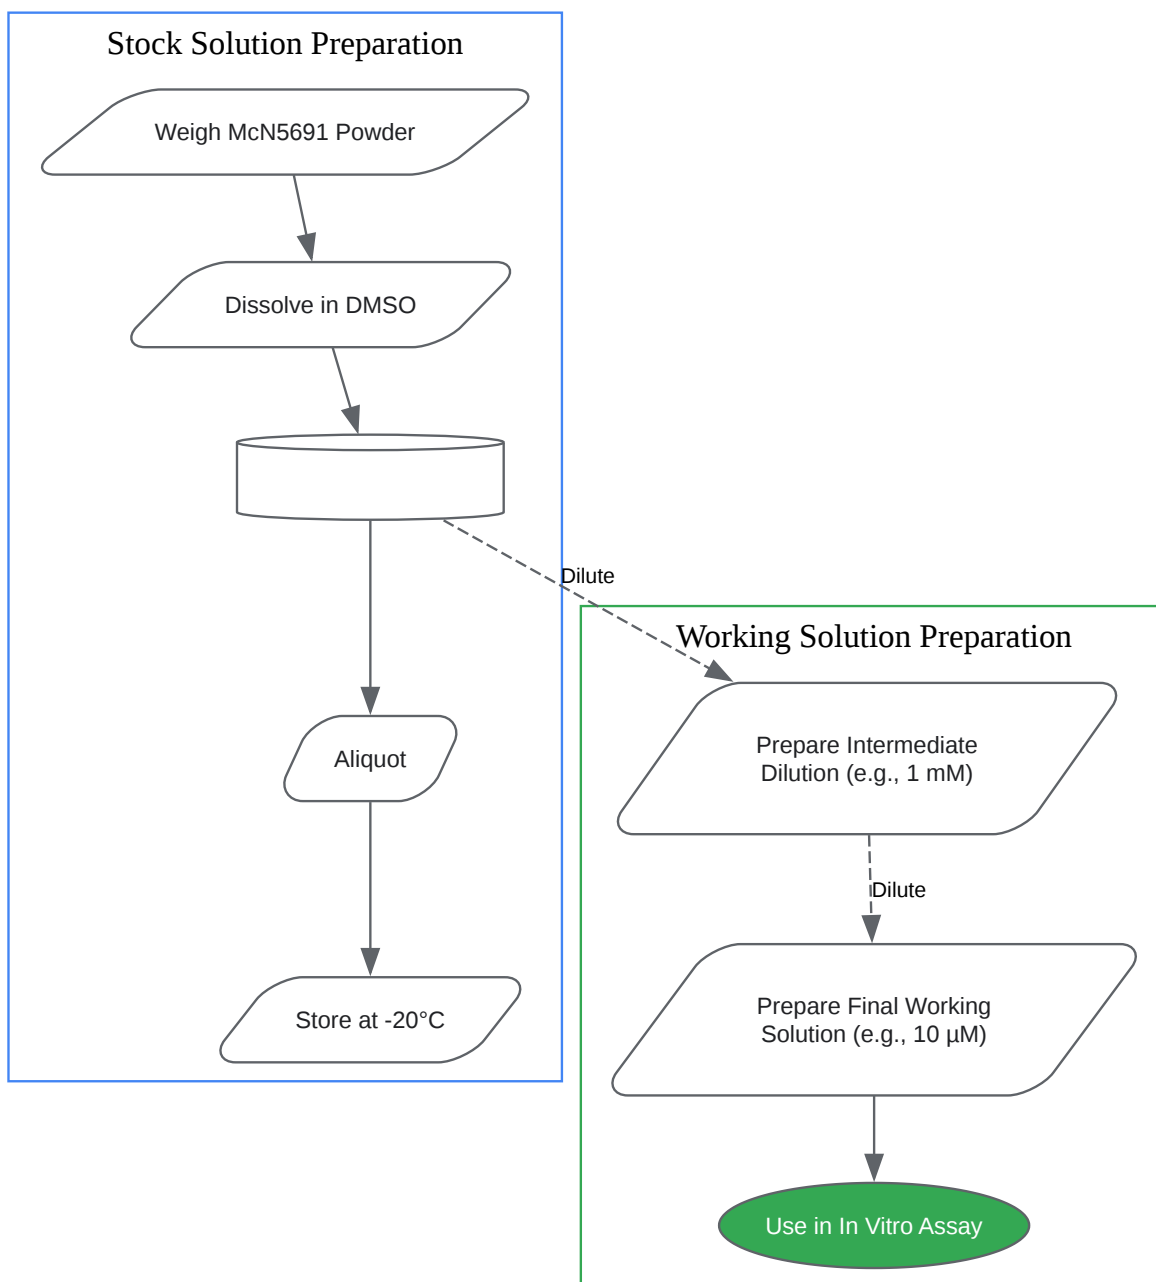 Stock Solution Preparation
Weigh McN5691 Powder
Dissolve in DMSO
Dilute
Aliquot
Store at -20°C
Working Solution Preparation
Prepare Intermediate
Dilution (e.g., 1 mM)
Dilute
Prepare Final Working
Solution (e.g., 10 µM)
Use in In Vitro Assay